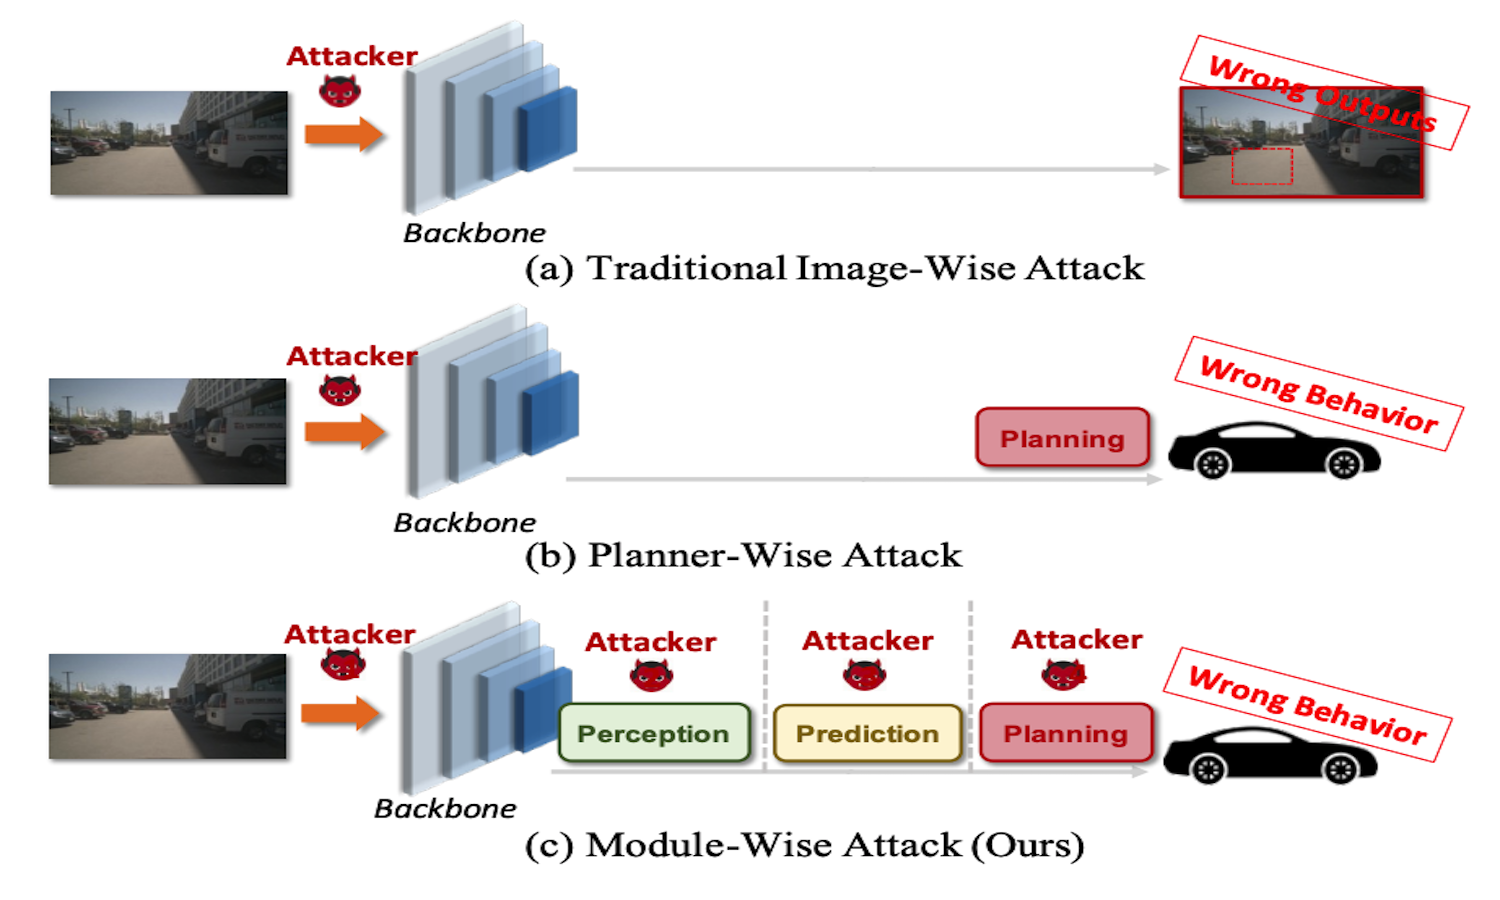 Attacker
Wrong Outputs
Backbone
(a) Traditional Image-Wise Attack
Attacker
Wrong Behavior
Planning
Backbone
(b) Planner-Wise Attack
Attacker
Attacker
Attacker
Attacker
Wrong Behavior
Perception
Prediction
Planning
Backbone
(c) Module-Wise Attack (Ours)